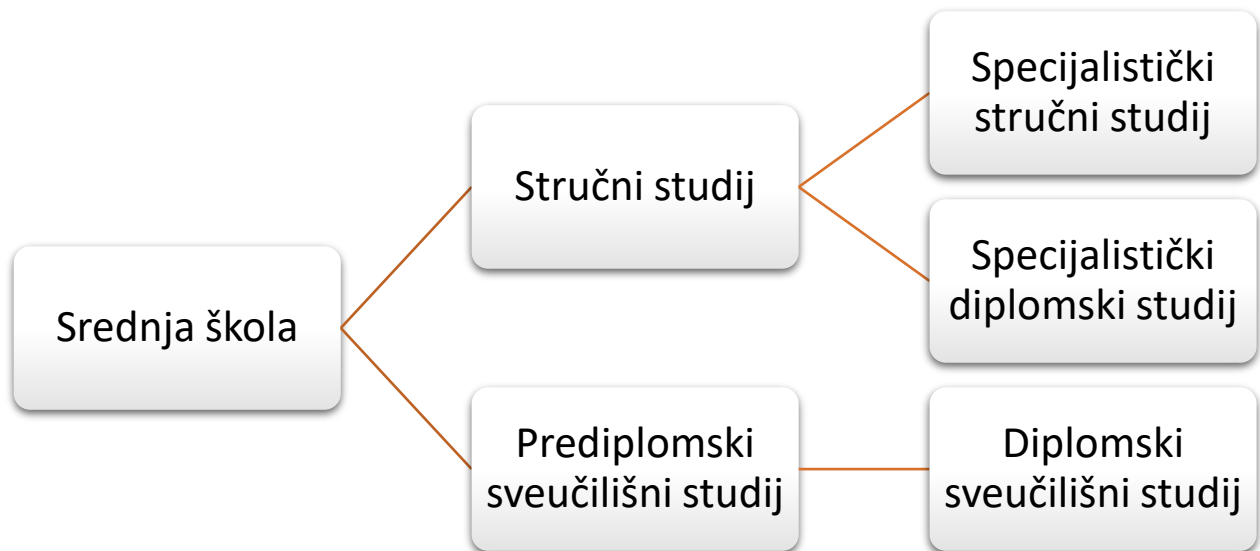 Srednja škola
Stručni studij
Specijalistički
stručni studij
Specijalistički
diplomski studij
Prediplomski
sveučilišni studij
Diplomski
sveučilišni studij